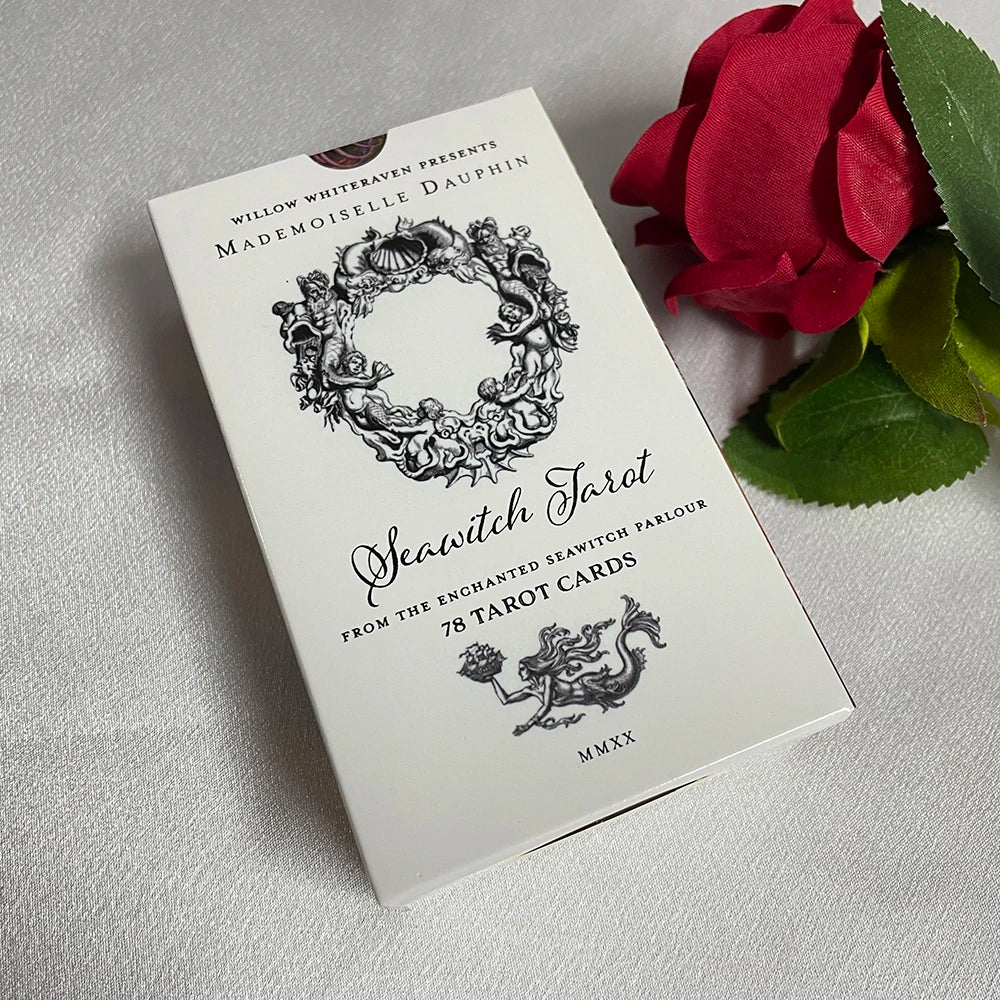 WILLOW WHITERAVEN PRESENTS
MADEMOISELLE DAUPHIN
Seawitch Tarot
FROM THE ENCHANTED SEAWITCH PARLOUR
78 TAROT CARDS
MMXX